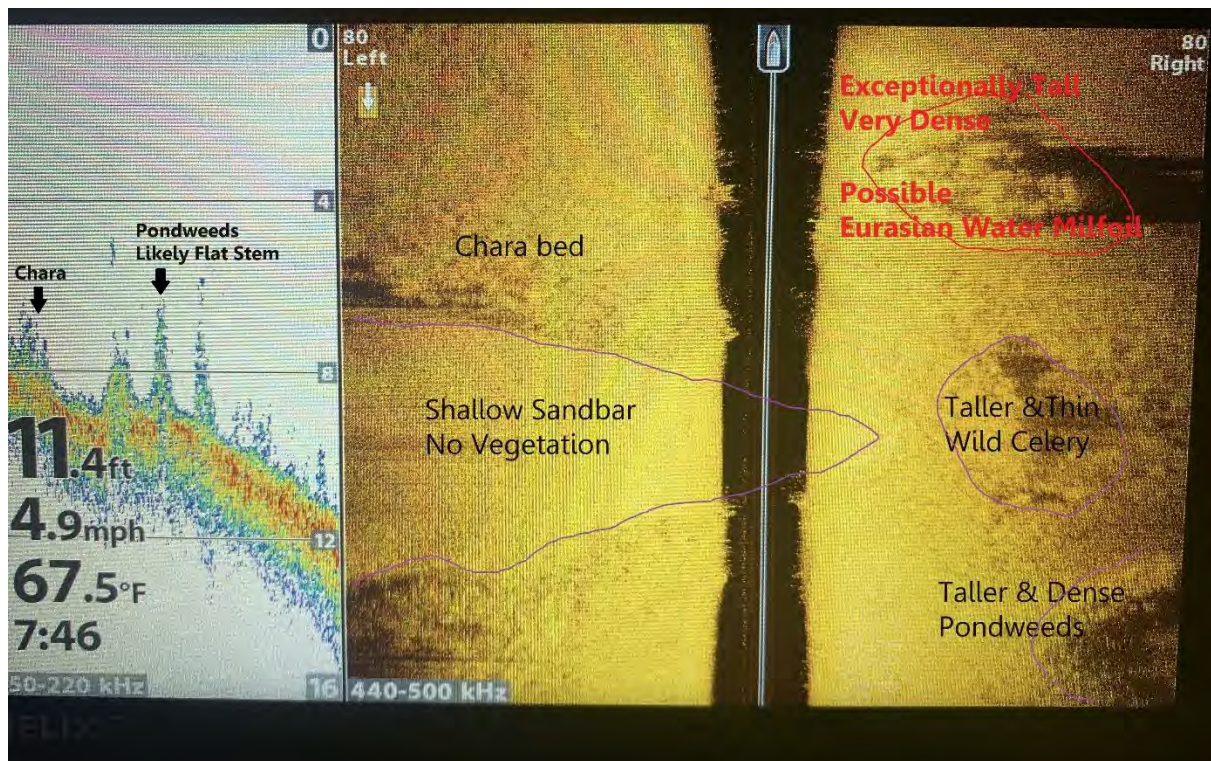 0
4
8
12
16
Chara
Pondweeds
Likely Flat Stem
11.4ft
4.9mph
67.5°F
7:46
50-220 kHz
80
Left
Chara bed
Shallow Sandbar
No Vegetation
440-500 kHz
80
Right
Exceptionally Tall
Very Dense
Possible
Eurasian Water Milfoil
Taller &Thin
Wild Celery
Taller & Dense
Pondweeds